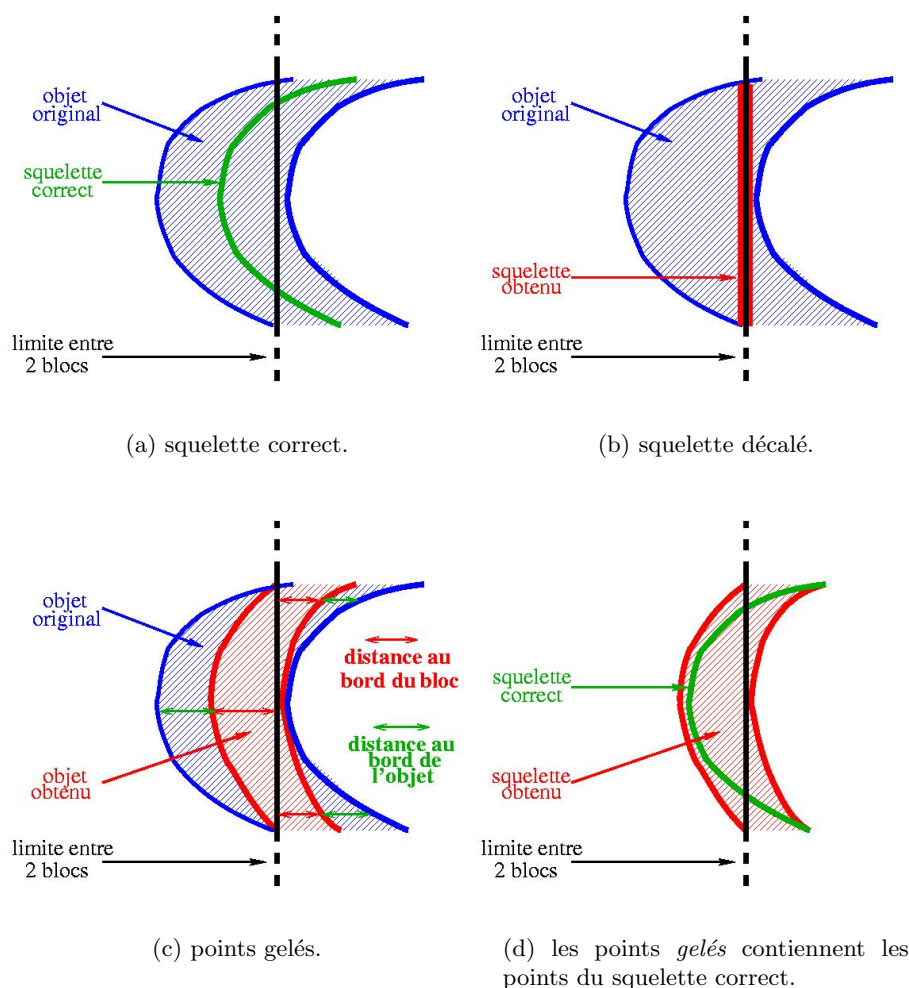 objet
original
squelette
correct
limite entre
2 blocs
(a) squelette correct.
objet
original
squelette
obtenu
limite entre
2 blocs
(b) squelette décalé.
objet
original
distance au
bord du bloc
distance au
bord de
l'objet
objet
obtenu
limite entre
2 blocs
(c) points gelés.
squelette
correct
squelette
obtenu
limite entre
2 blocs
(d) les points gelés contiennent les
points du squelette correct.